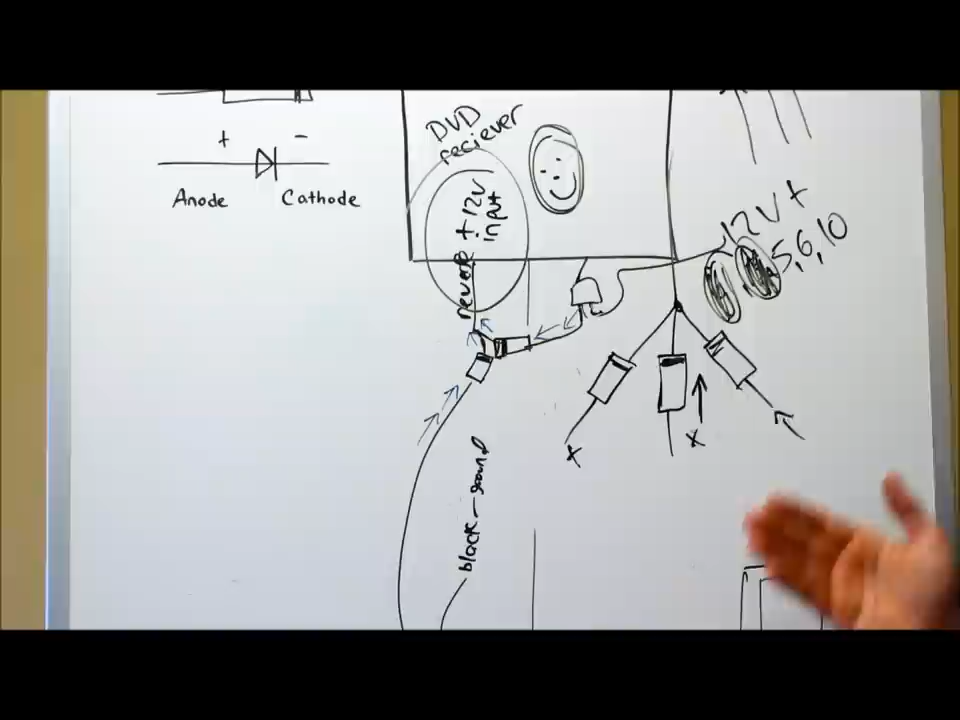 + -
Anode Cathode
DVD
reciever
reverse + 12V
input
12V+
5,6,10
x
x
black - ground